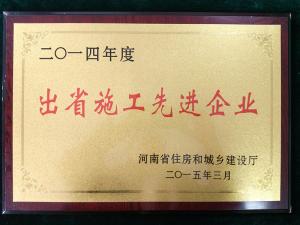 二〇一四年度
出省施工先进企业
河南省住房和城乡建设厅
二〇一五年三月